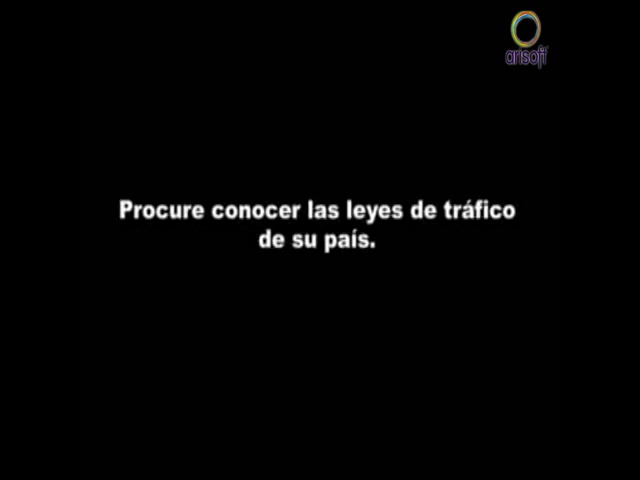 arisoft
Procure conocer las leyes de tráfico
de su país.